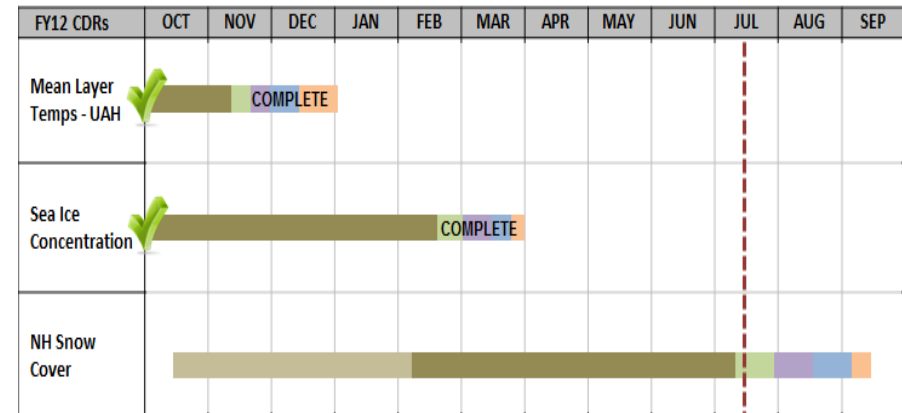 FY12 CDRs OCT NOV DEC JAN FEB MAR APR MAY JUN JUL AUG SEP
Mean Layer
Temps - UAH
COMPLETE
Sea Ice
Concentration
COMPLETE
NH Snow
Cover